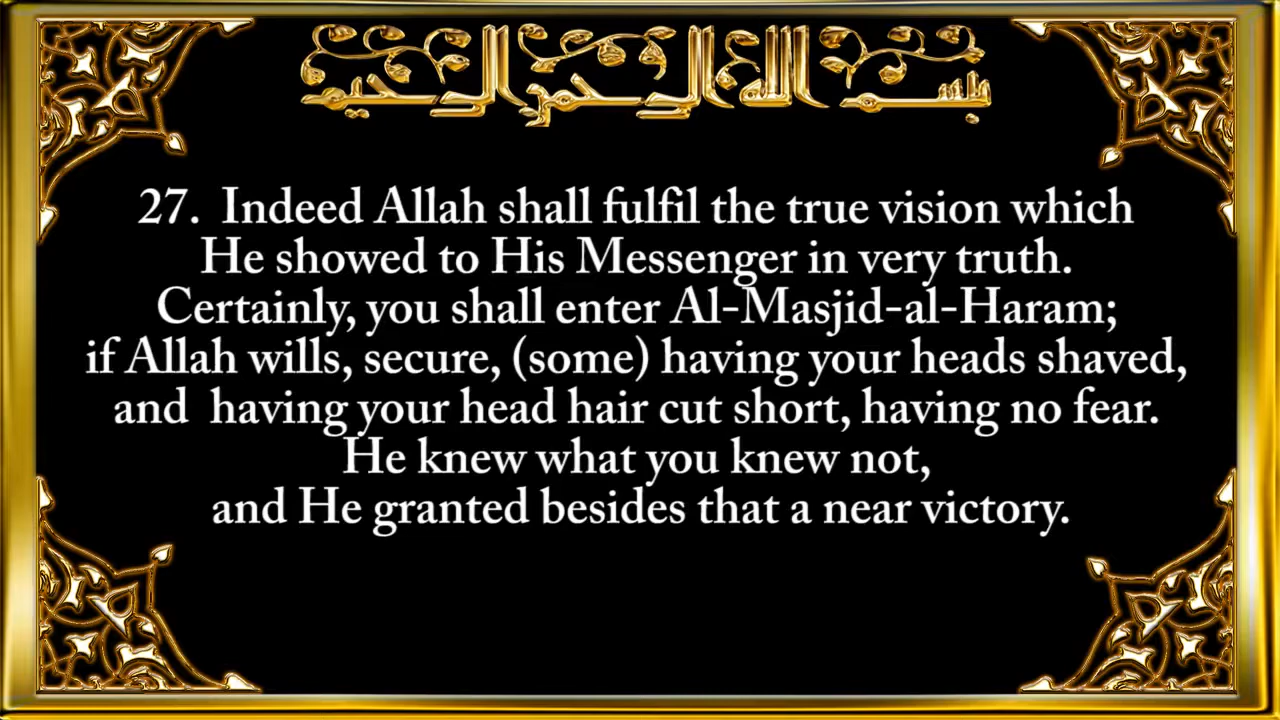 بسم الله الرحمن الرحيم
27.  Indeed Allah shall fulfil the true vision which
He showed to His Messenger in very truth.
Certainly, you shall enter Al-Masjid-al-Haram;
if Allah wills, secure, (some) having your heads shaved,
and  having your head hair cut short, having no fear.
He knew what you knew not,
and He granted besides that a near victory.